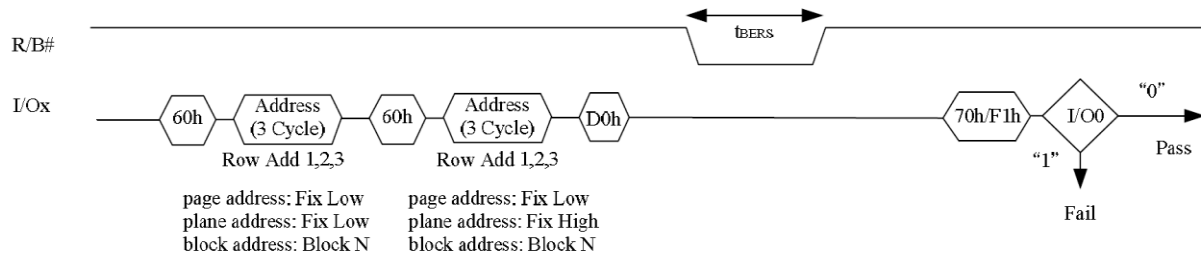 tBERS
R/B#
I/Ox
60h
Address
(3 Cycle)
60h
Address
(3 Cycle)
D0h
70h/F1h
I/O0
“0”
Row Add 1,2,3
Row Add 1,2,3
“1”
Pass
page address: Fix Low
plane address: Fix Low
block address: Block N
page address: Fix Low
plane address: Fix High
block address: Block N
Fail